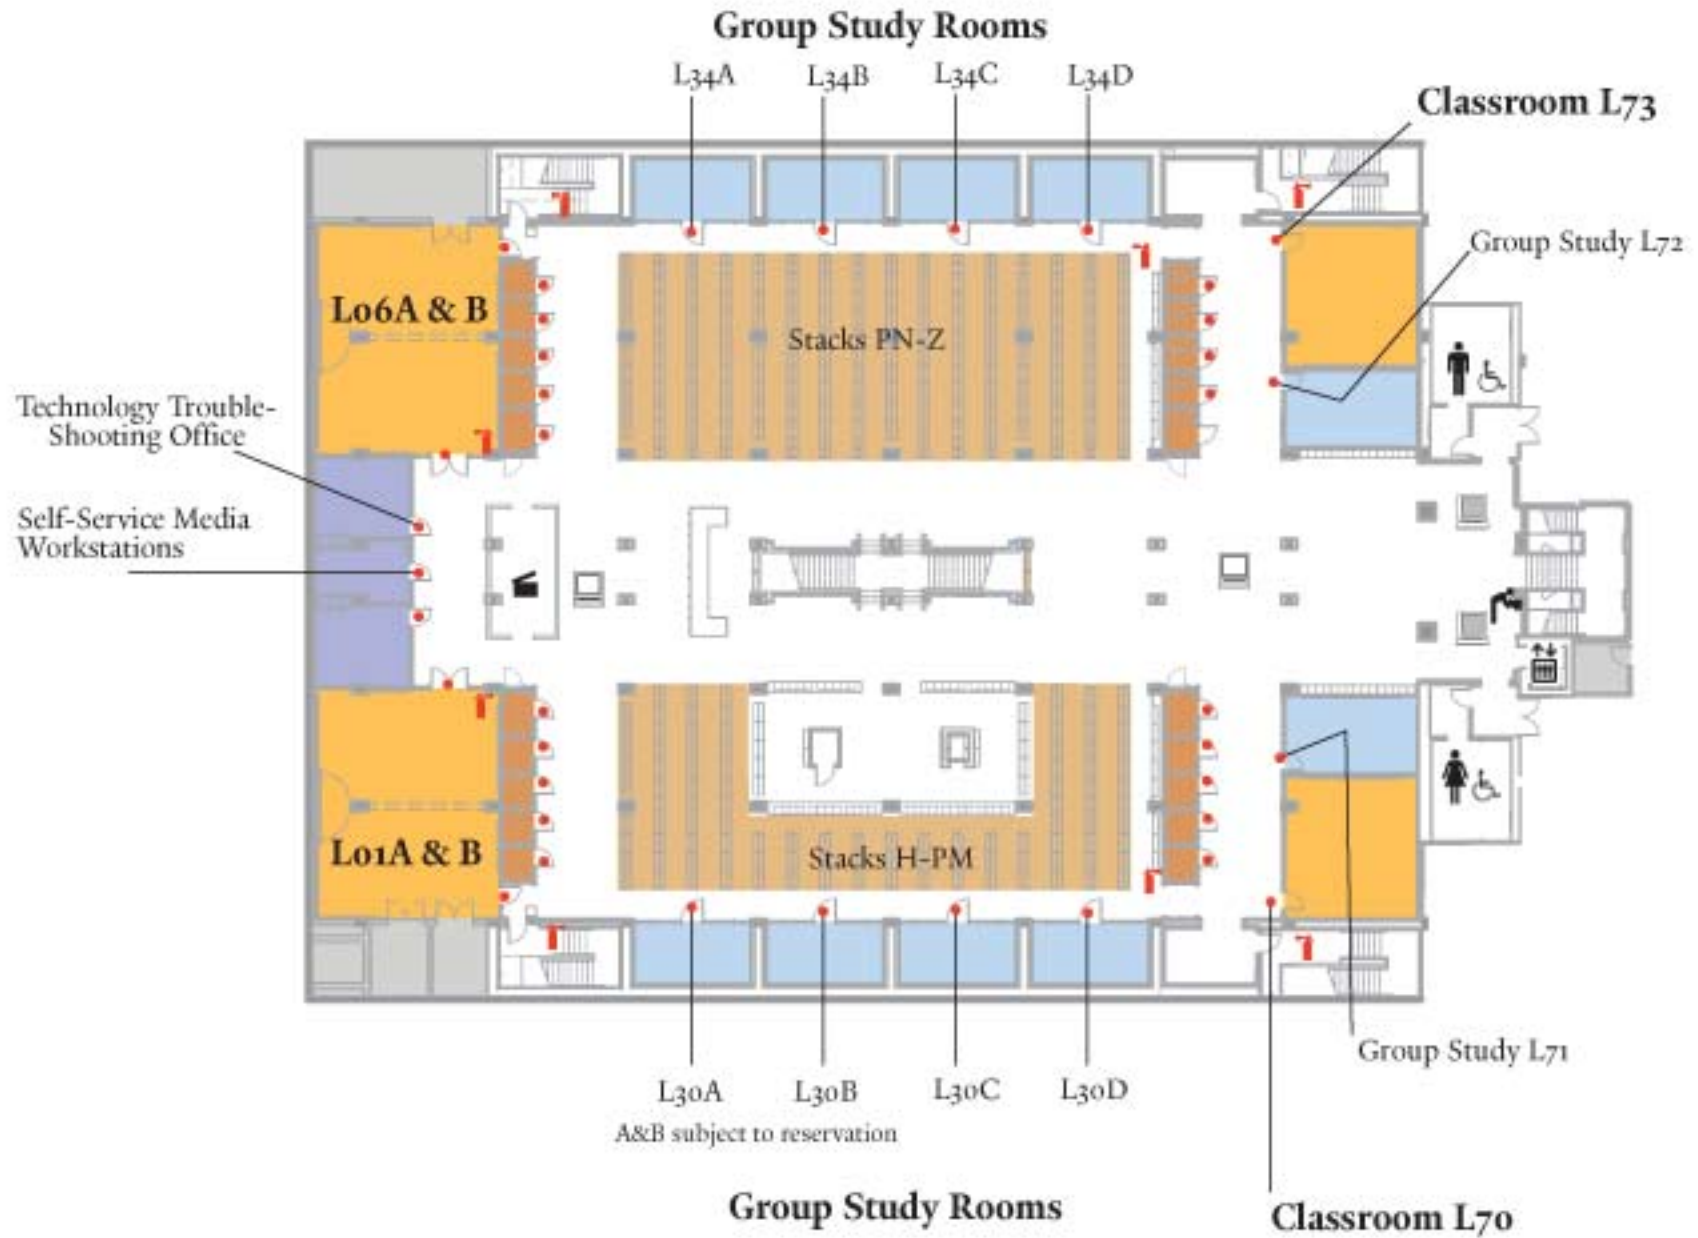 Group Study Rooms
L34A L34B L34C L34D
Classroom L73
Group Study L72
L06A & B
Stacks PN-Z
Technology Trouble-
Shooting Office
Self-Service Media
Workstations
L01A & B
Stacks H-PM
Group Study L71
L30A L30B L30C L30D
A&B subject to reservation
Group Study Rooms
Classroom L70